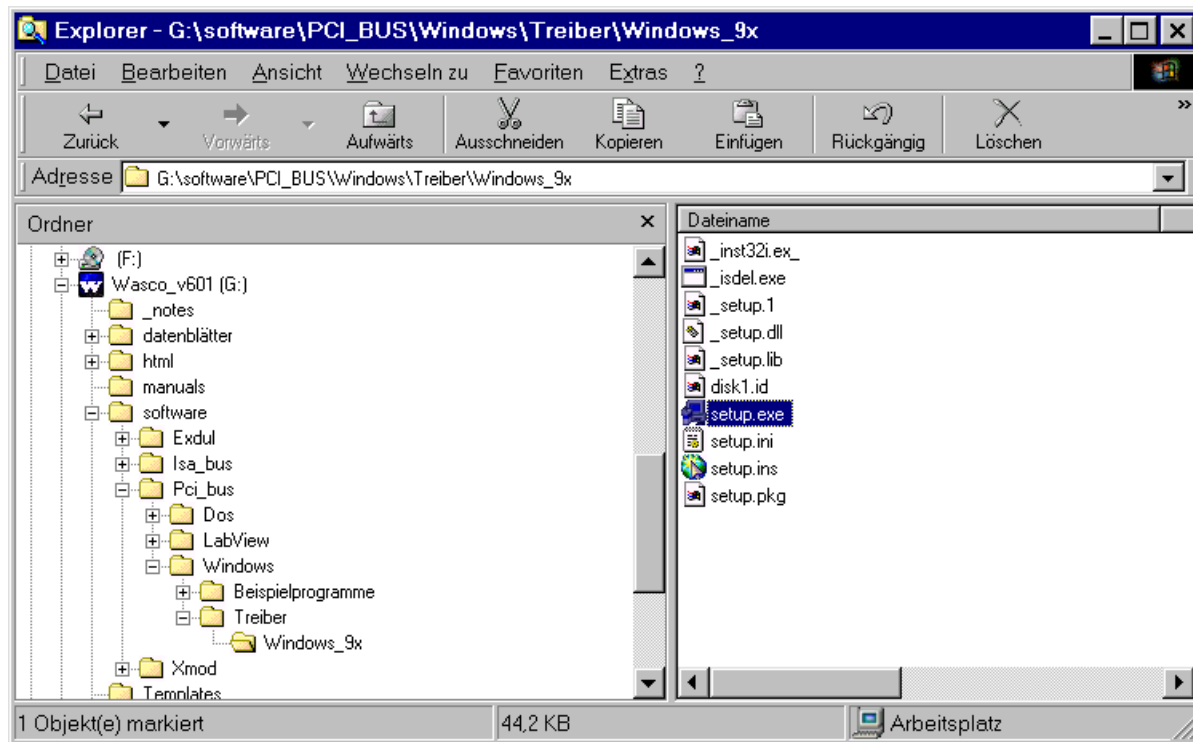 Explorer - G:\software\PCI_BUS\Windows\Treiber\Windows_9x
Datei Bearbeiten Ansicht Wechseln zu Favoriten Extras ?
Zurück Vorwärts Aufwärts Ausschneiden Kopieren Einfügen Rückgängig Löschen »
Adresse G:\software\PCI_BUS\Windows\Treiber\Windows_9x
Ordner
(F:)
Wasco_v601 (G:)
_notes
datenblätter
html
manuals
software
Exdul
Isa_bus
Pci_bus
Dos
LabView
Windows
Beispielprogramme
Treiber
Windows_9x
Xmod
Templates
Dateiname
_inst32i.ex_
_isdel.exe
_setup.1
_setup.dll
_setup.lib
disk1.id
setup.exe
setup.ini
setup.ins
setup.pkg
1 Objekt(e) markiert 44,2 KB Arbeitsplatz